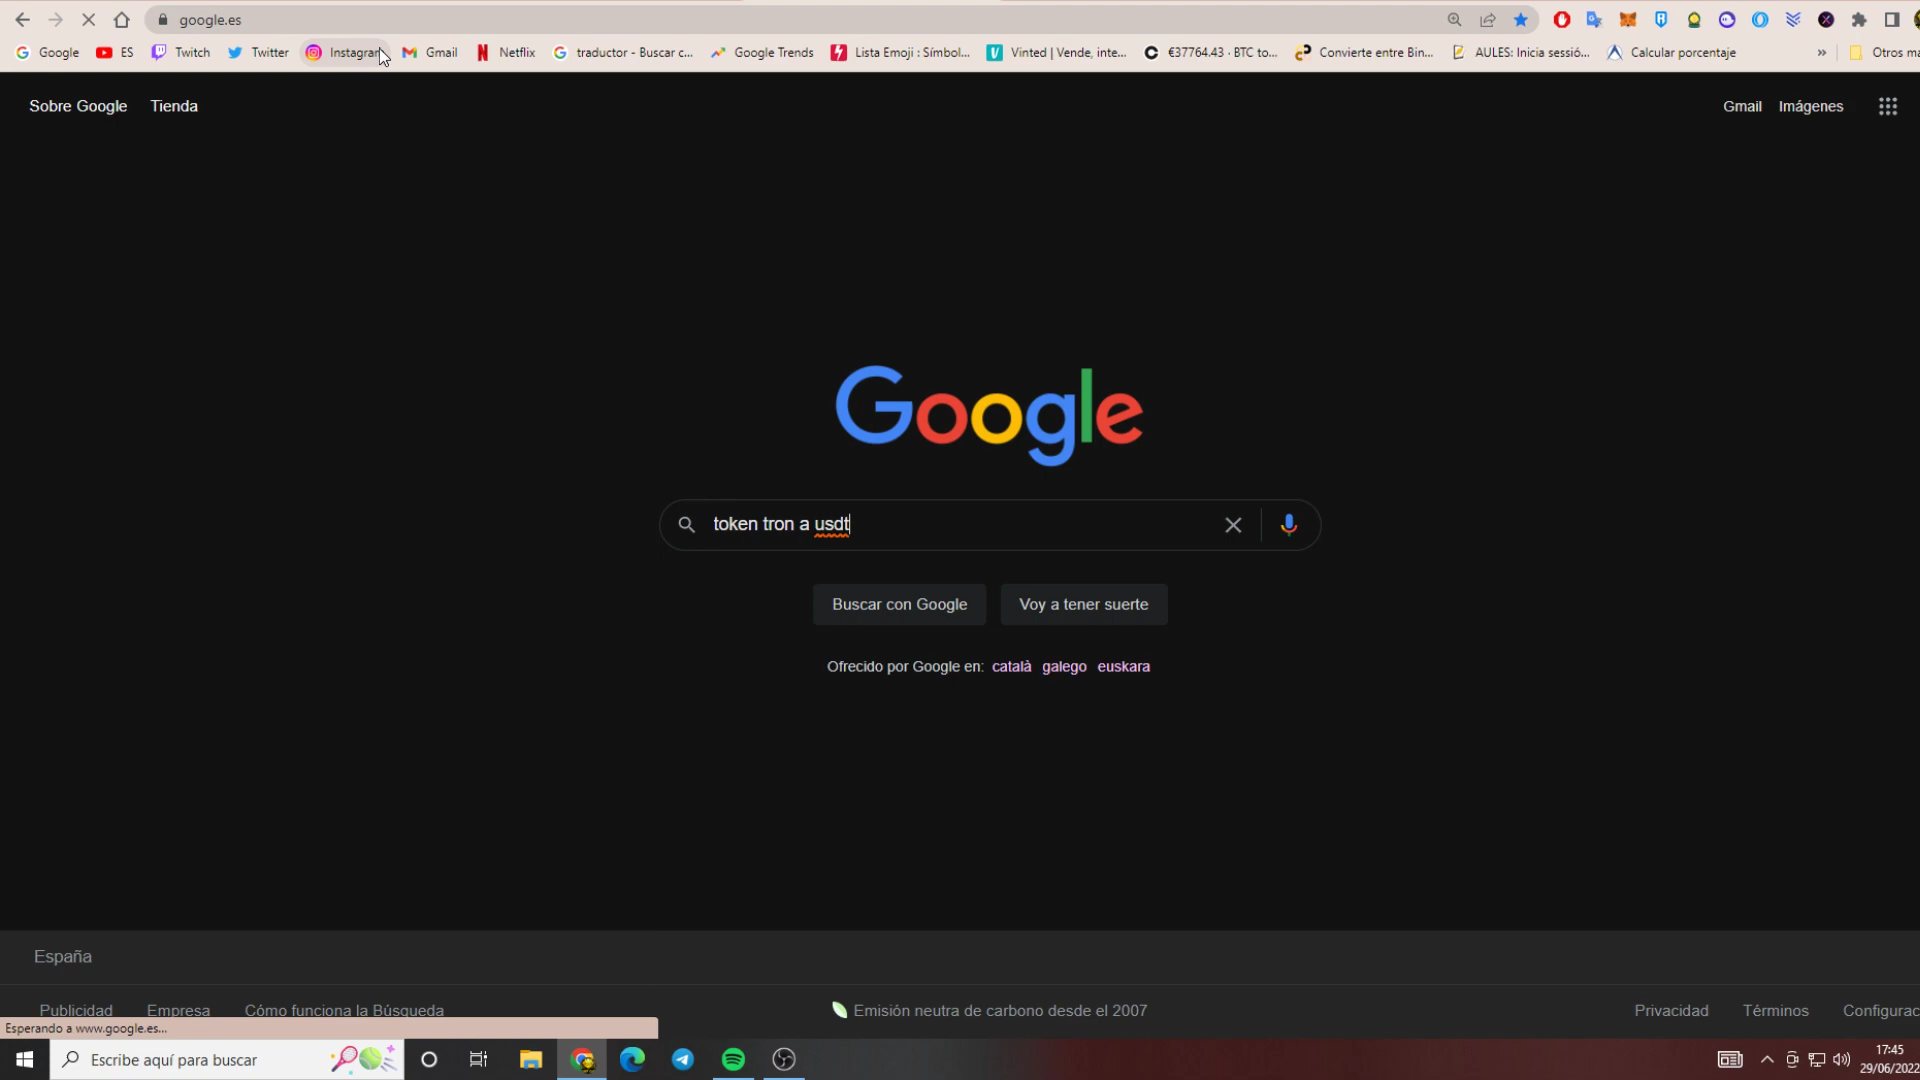 google.es
Google ES Twitch Twitter Instagram Gmail Netflix traductor - Buscar c... Google Trends Lista Emoji : Símbol... Vinted | Vende, inte... €37764.43 · BTC to... Convierte entre Bin... AULES: Inicia sessió... Calcular porcentaje » Otros ma
Sobre Google Tienda
Gmail Imágenes
Google
token tron a usdt
Buscar con Google Voy a tener suerte
Ofrecido por Google en: català galego euskara
España
Publicidad Empresa Cómo funciona la Búsqueda Emisión neutra de carbono desde el 2007 Privacidad Términos Configurac
Esperando a www.google.es...
Escribe aquí para buscar
17:45
29/06/2022